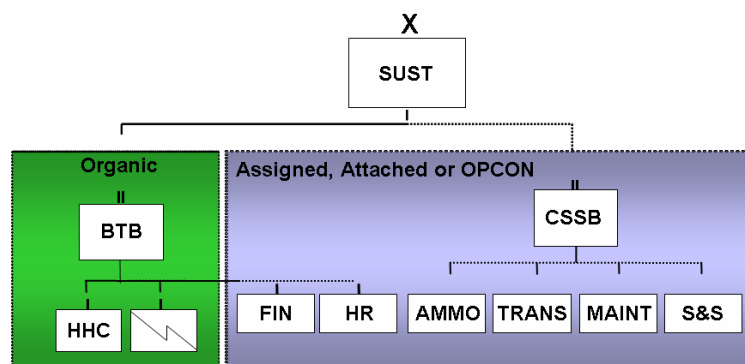 X
SUST
Organic
Assigned, Attached or OPCON
II
BTB
II
CSSB
HHC
FIN
HR
AMMO
TRANS
MAINT
S&S